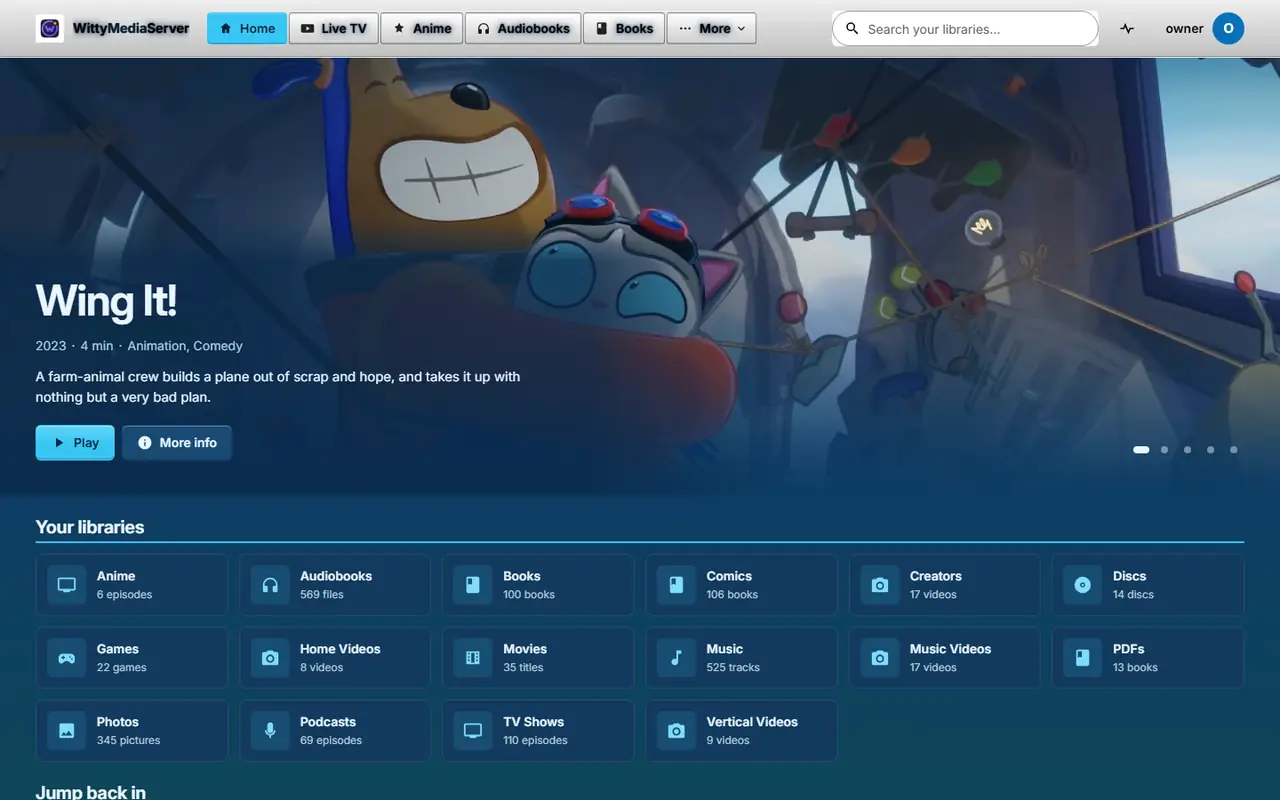 WittyMediaServer
Home
Live TV
Anime
Audiobooks
Books
More
Search your libraries...
owner
O
Wing It!
2023 · 4 min · Animation, Comedy
A farm-animal crew builds a plane out of scrap and hope, and takes it up with
nothing but a very bad plan.
Play
More info
Your libraries
Anime
6 episodes
Audiobooks
569 files
Books
100 books
Comics
106 books
Creators
17 videos
Discs
14 discs
Games
22 games
Home Videos
8 videos
Movies
35 titles
Music
525 tracks
Music Videos
17 videos
PDFs
13 books
Photos
345 pictures
Podcasts
69 episodes
TV Shows
110 episodes
Vertical Videos
9 videos
Jump back in